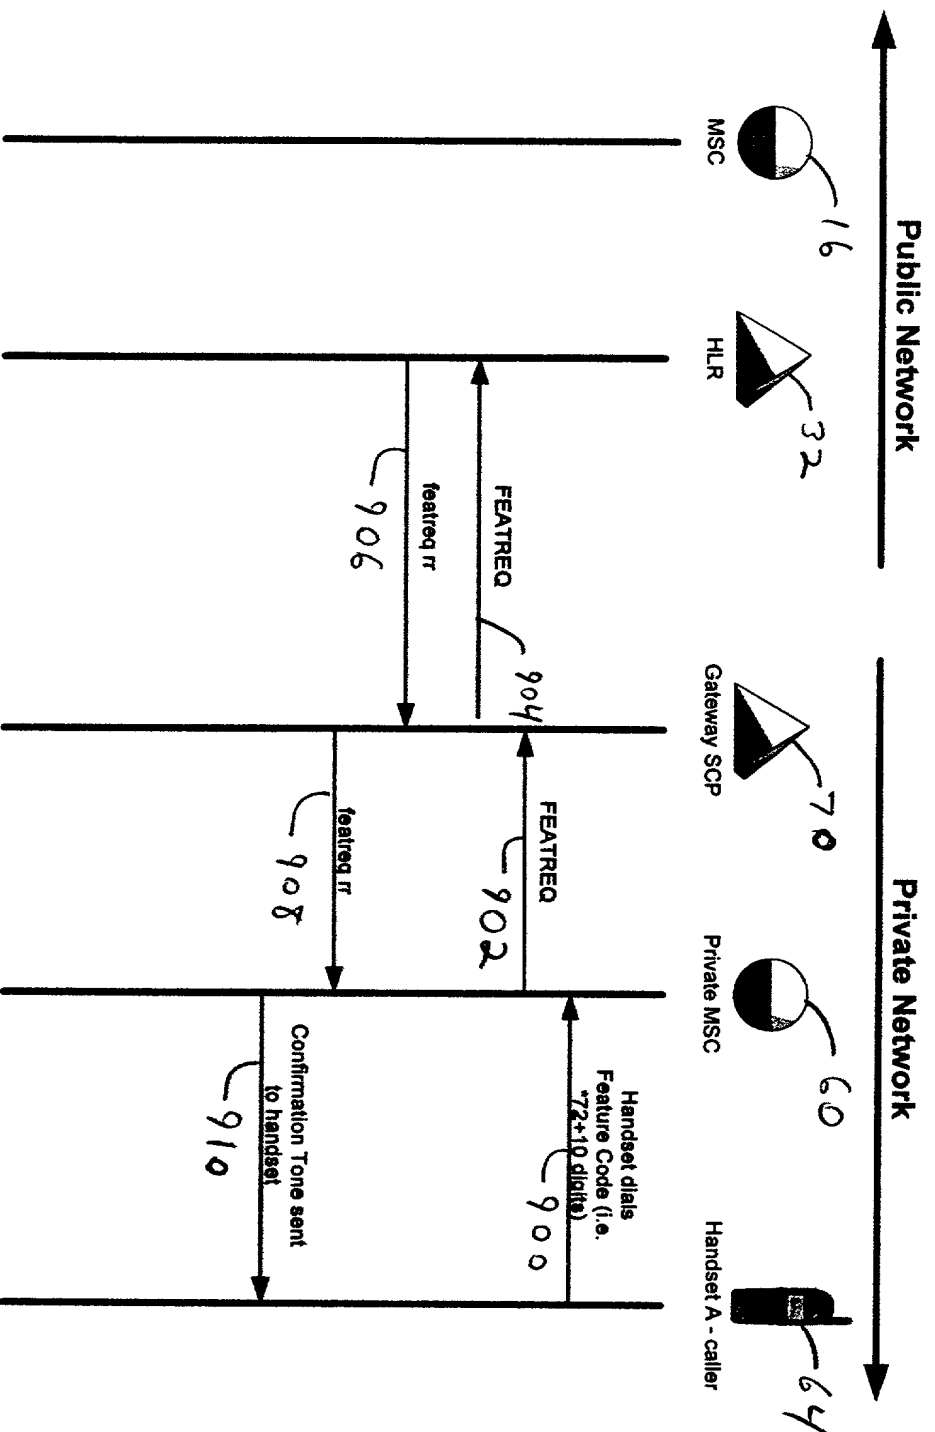 Public Network
Private Network
16
32
70
60
64
MSC
HLR
Gateway SCP
Private MSC
Handset A - caller
Handset dials
Feature Code (i.e.
*72+10 digits)
900
FEATREQ
902
FEATREQ
904
featreq rr
906
featreq rr
908
Confirmation Tone sent
to handset
910